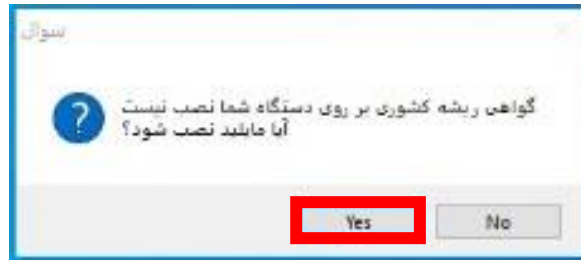 سوال
گواهی ریشه کشوری بر روی دستگاه شما نصب نیست
آیا مایلید نصب شود؟
Yes
No